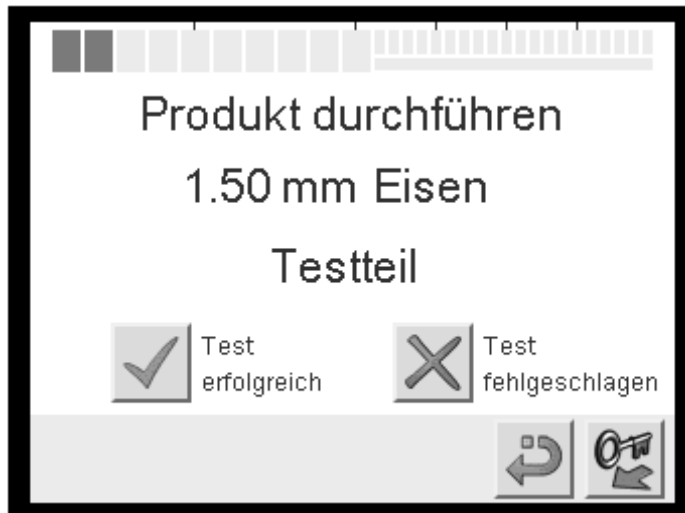 Produkt durchführen
1.50 mm Eisen
Testteil
Test
erfolgreich
Test
fehlgeschlagen